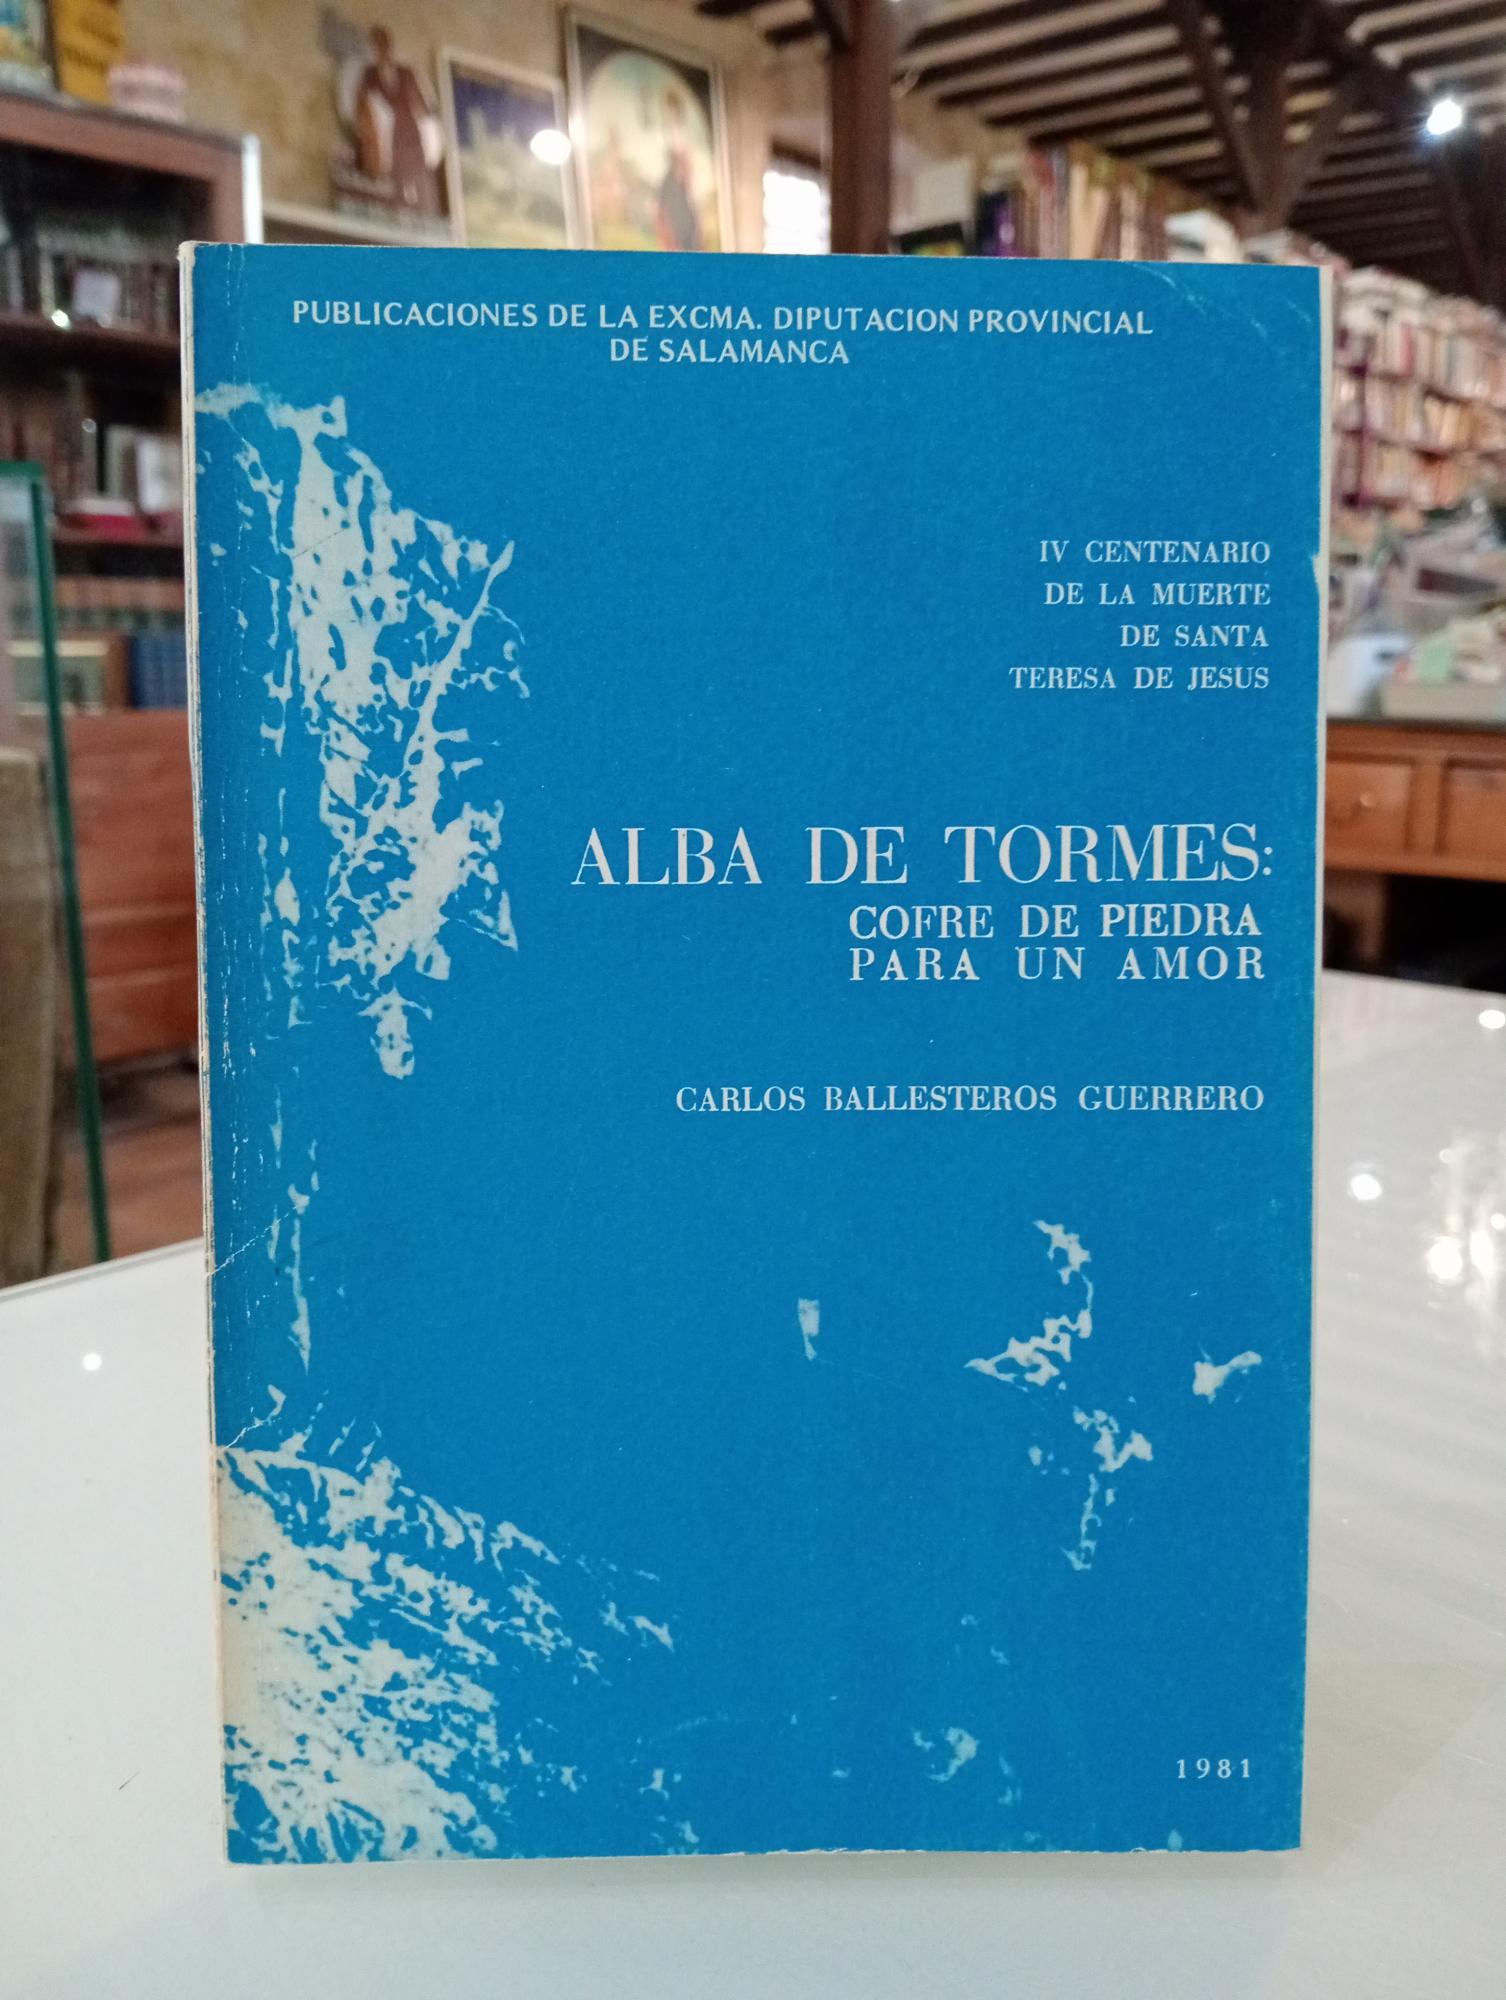 PUBLICACIONES DE LA EXCMA. DIPUTACION PROVINCIAL
DE SALAMANCA
IV CENTENARIO
DE LA MUERTE
DE SANTA
TERESA DE JESUS
ALBA DE TORMES:
COFRE DE PIEDRA
PARA UN AMOR
CARLOS BALLESTEROS GUERRERO
1981